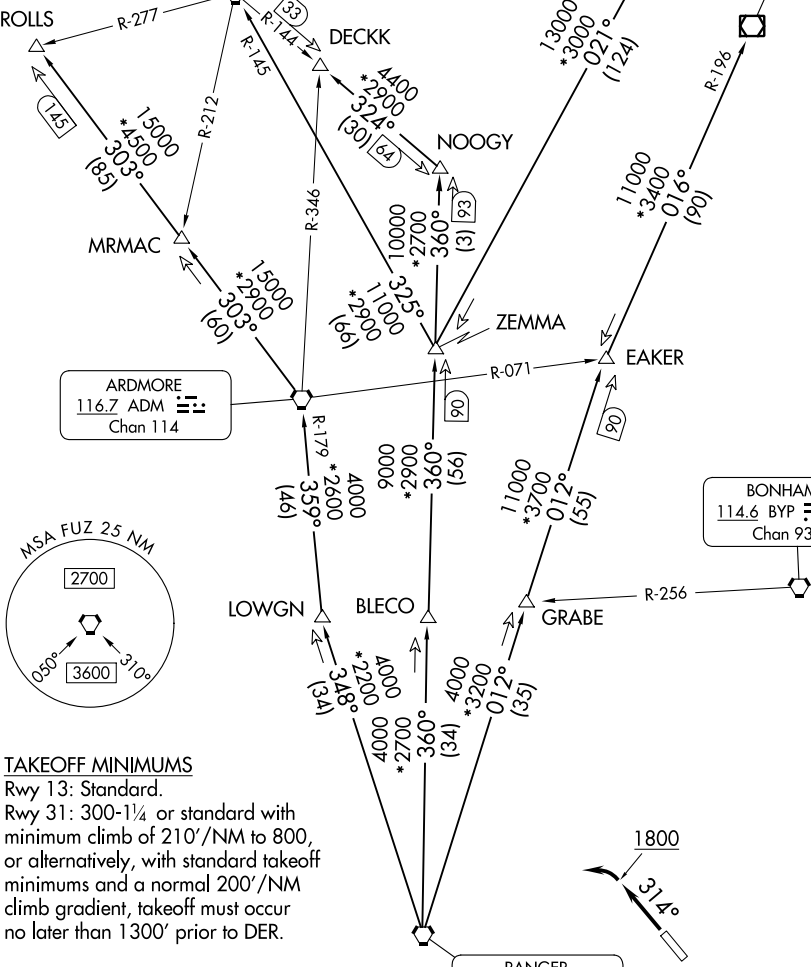 ROLLS
R-277
33
R-144
DECKK
R-145
13000
*3000
021°
(124)
R-196
145
15000
*4500
303°
(85)
R-212
4400
*2900
324°
(30)
64
NOOGY
R-346
10000
*2700
360°
(3)
93
11000
*3400
016°
(90)
MRMAC
15000
*2900
303°
(60)
325°
11000
*2900
(66)
ZEMMA
EAKER
R-071
ARDMORE
116.7 ADM
Chan 114
R-179
90
90
4000
*2600
359°
(46)
9000
*2900
360°
(56)
11000
*3700
012°
(55)
BONHAM
114.6 BYP
Chan 93
MSA FUZ 25 NM
2700
050°
310°
3600
LOWGN
BLECO
GRABE
R-256
4000
*2200
348°
(34)
4000
*2700
360°
(34)
4000
*3200
012°
(35)
TAKEOFF MINIMUMS
Rwy 13: Standard.
Rwy 31: 300-1¼ or standard with
minimum climb of 210'/NM to 800,
or alternatively, with standard takeoff
minimums and a normal 200'/NM
climb gradient, takeoff must occur
no later than 1300' prior to DER.
1800
314°
RANGER